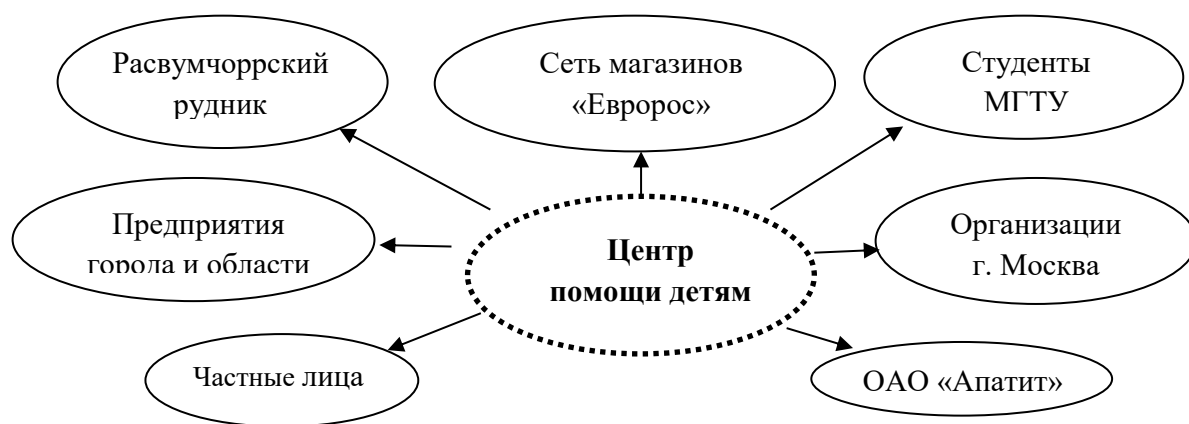 Расвумчоррский
рудник
Сеть магазинов
«Евророс»
Студенты
МГТУ
Предприятия
города и области
Центр
помощи детям
Организации
г. Москва
Частные лица
ОАО «Апатит»